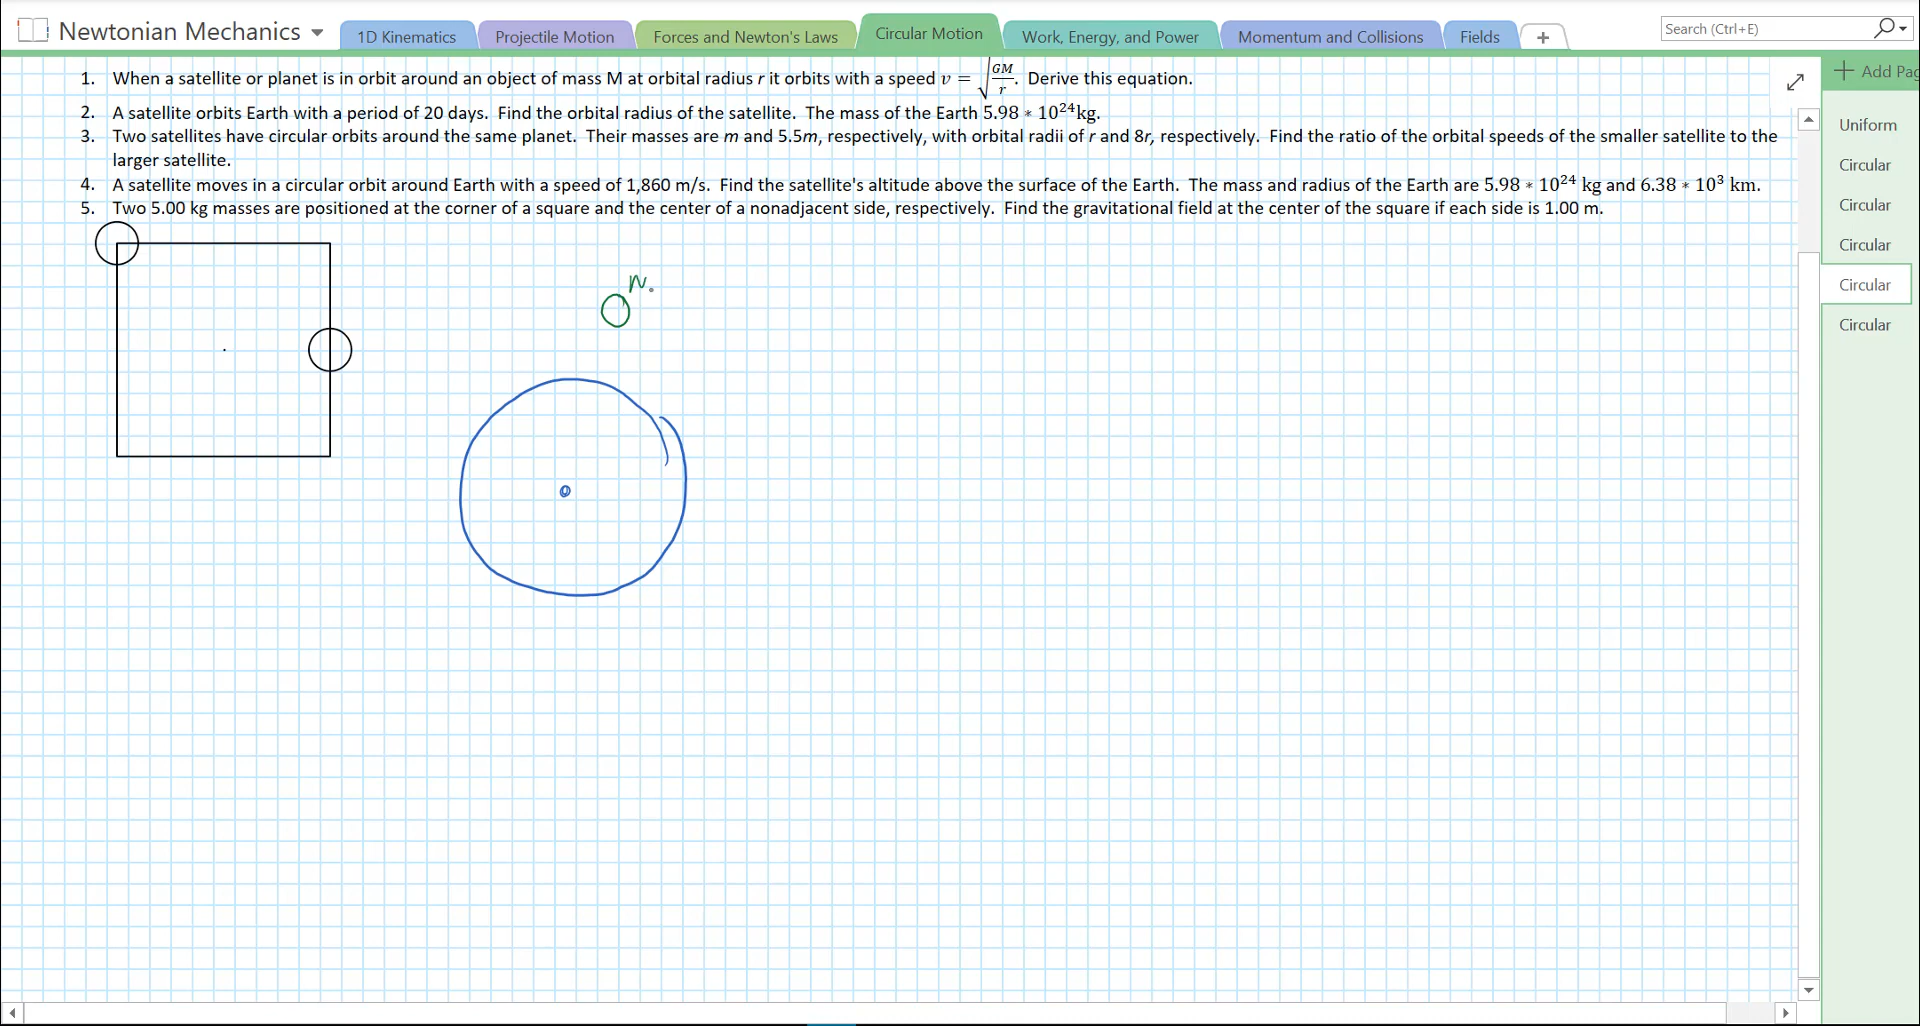 Newtonian Mechanics
1D Kinematics
Projectile Motion
Forces and Newton's Laws
Circular Motion
Work, Energy, and Power
Momentum and Collisions
Fields
Search (Ctrl+E)
1. When a satellite or planet is in orbit around an object of mass M at orbital radius r it orbits with a speed v = √(GM/r). Derive this equation.
2. A satellite orbits Earth with a period of 20 days. Find the orbital radius of the satellite. The mass of the Earth 5.98 * 10²⁴kg.
3. Two satellites have circular orbits around the same planet. Their masses are m and 5.5m, respectively, with orbital radii of r and 8r, respectively. Find the ratio of the orbital speeds of the smaller satellite to the
larger satellite.
4. A satellite moves in a circular orbit around Earth with a speed of 1,860 m/s. Find the satellite's altitude above the surface of the Earth. The mass and radius of the Earth are 5.98 * 10²⁴ kg and 6.38 * 10³ km.
5. Two 5.00 kg masses are positioned at the corner of a square and the center of a nonadjacent side, respectively. Find the gravitational field at the center of the square if each side is 1.00 m.
Add Pag
Uniform
Circular
Circular
Circular
Circular
Circular